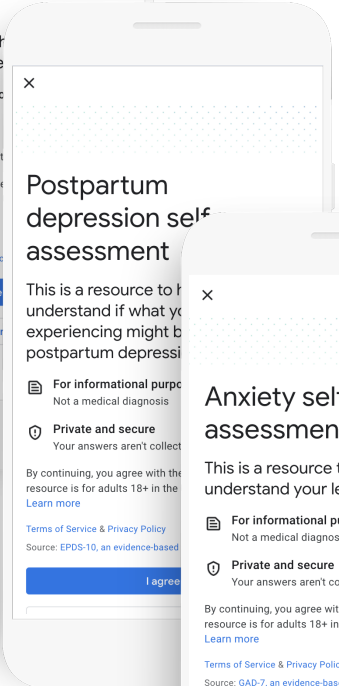 Postpartum
depression self-
assessment
This is a resource to h
understand if what yo
experiencing might b
postpartum depressi
For informational purpo
Not a medical diagnosis
Private and secure
Your answers aren't collect
By continuing, you agree with the
resource is for adults 18+ in the
Learn more
Terms of Service & Privacy Policy
Source: EPDS-10, an evidence-based
I agree
Anxiety self
assessmen
This is a resource t
understand your le
For informational pu
Not a medical diagnos
Private and secure
Your answers aren't co
By continuing, you agree wit
resource is for adults 18+ in
Learn more
Terms of Service & Privacy Polic
Source: GAD-7, an evidence-base